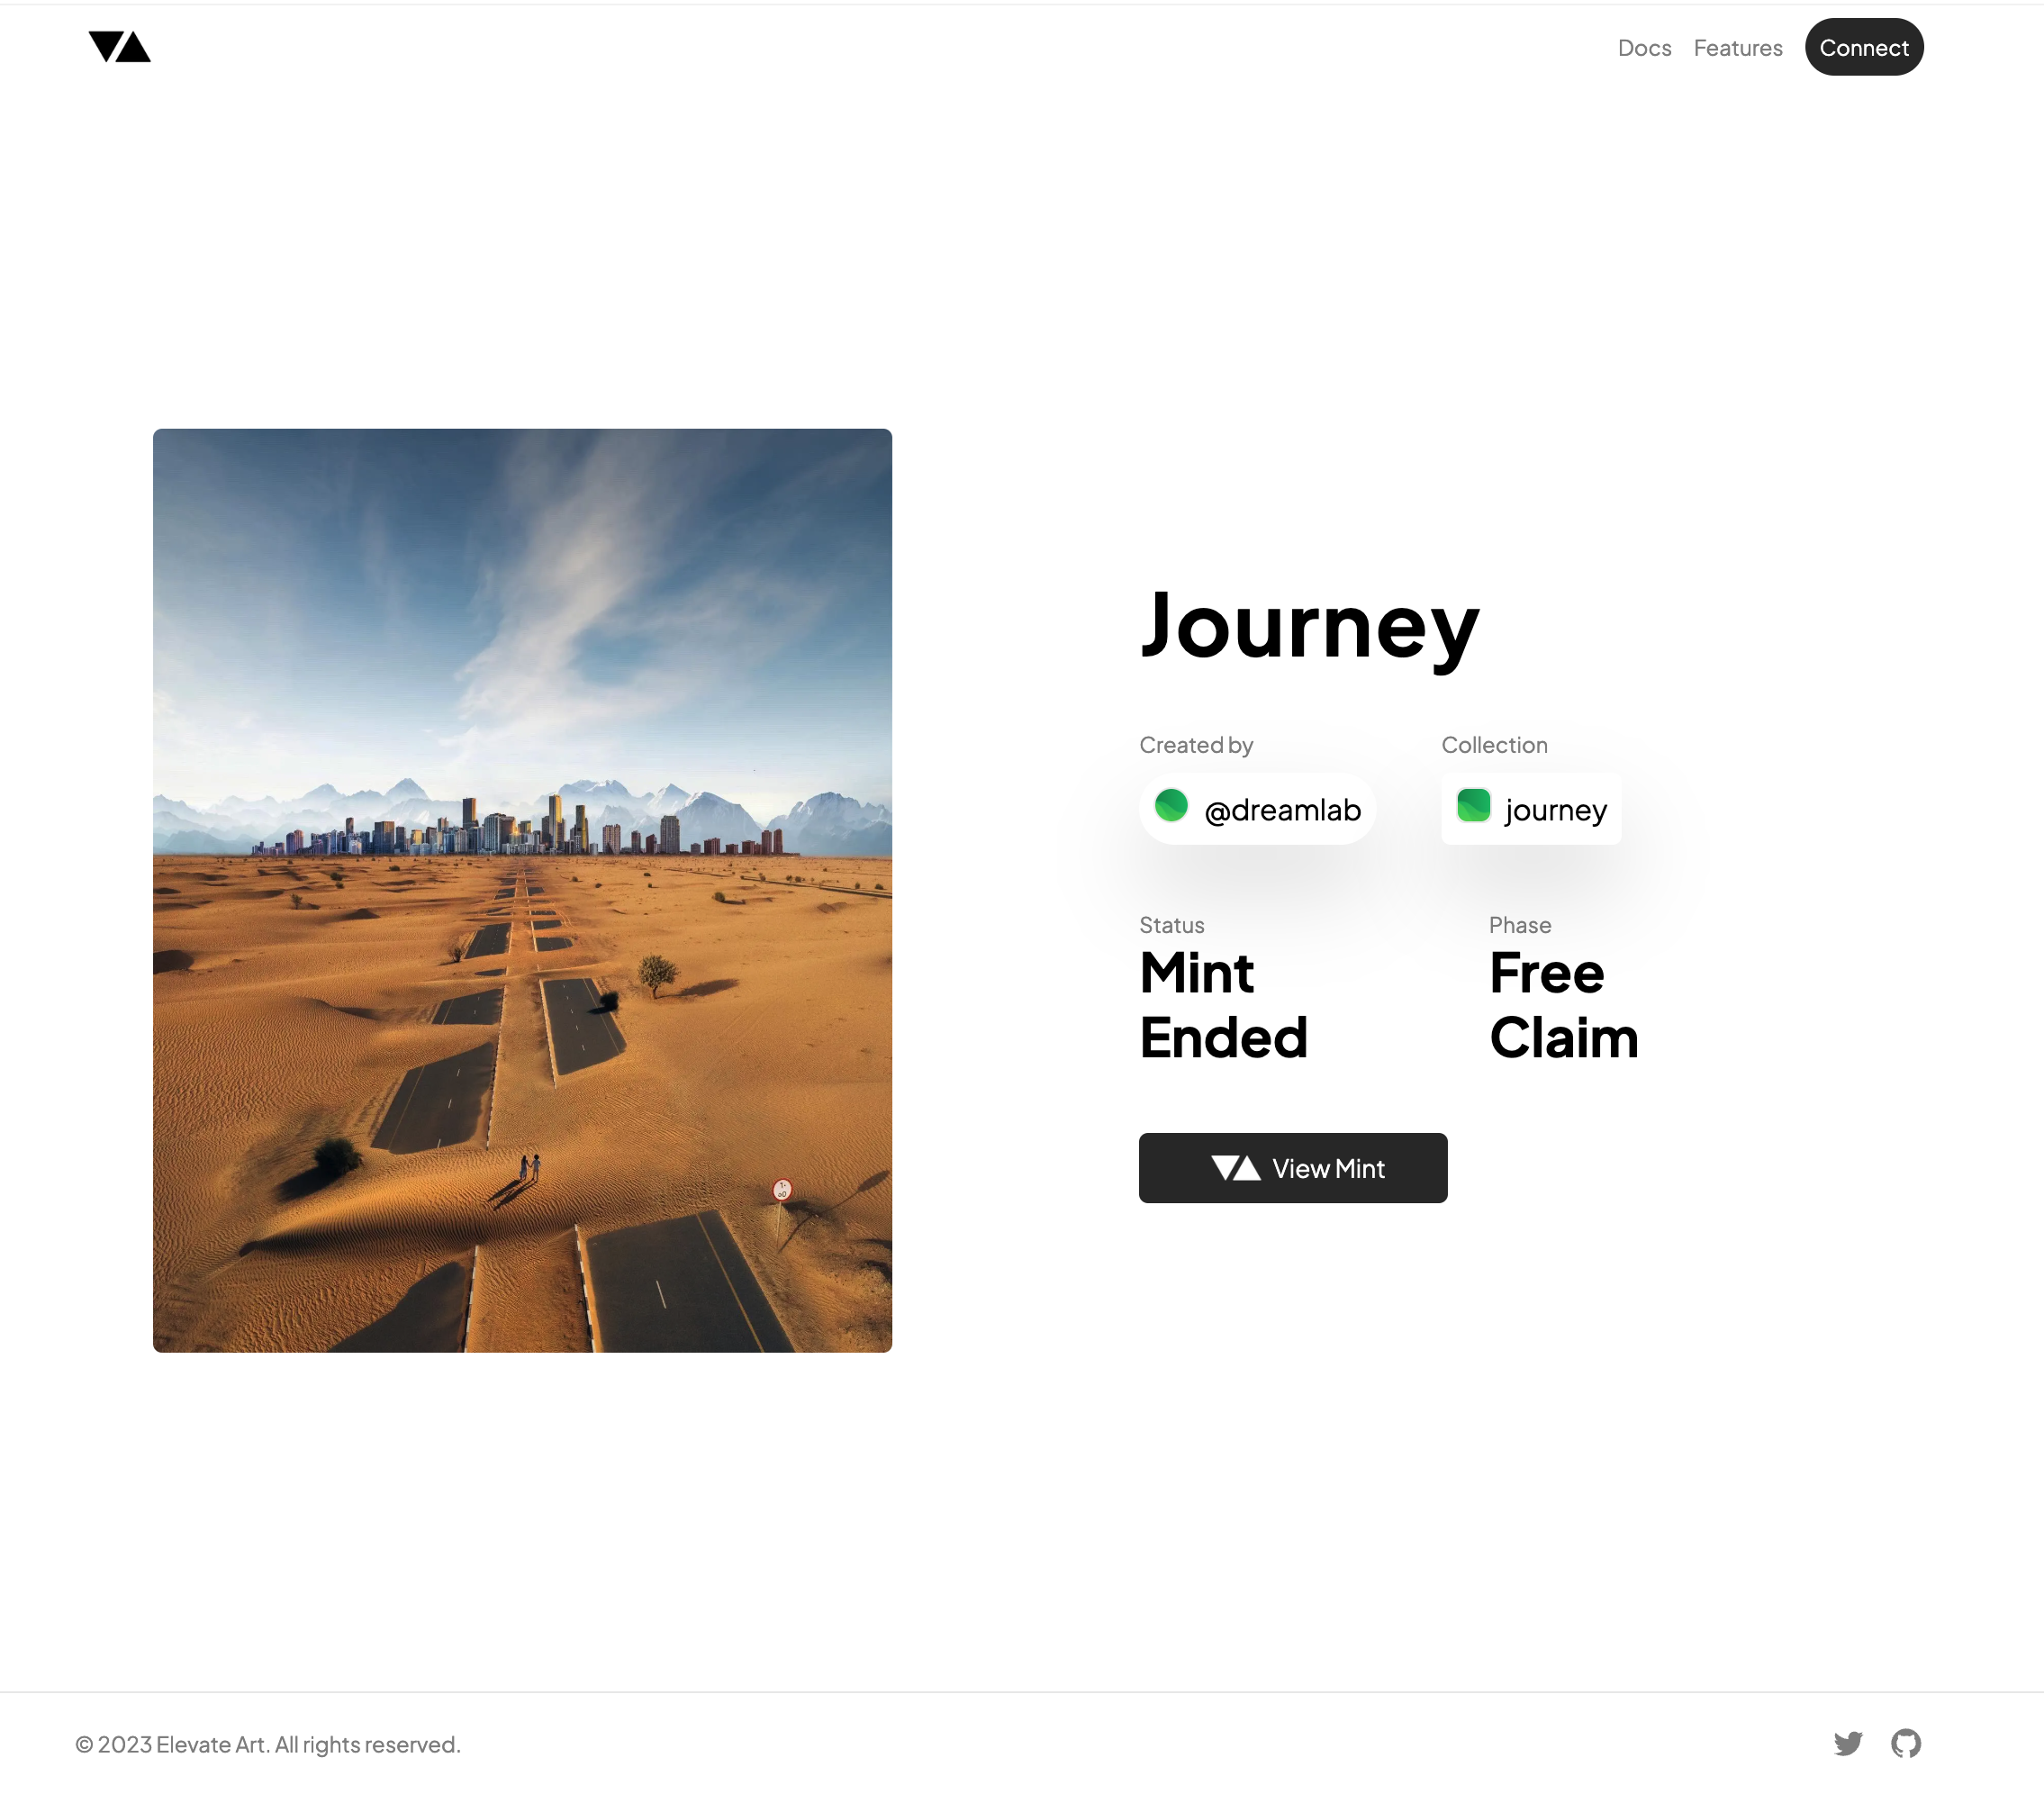 Docs Features Connect
Journey
Created by Collection
@dreamlab journey
Status Phase
Mint Free
Ended Claim
View Mint
© 2023 Elevate Art. All rights reserved.